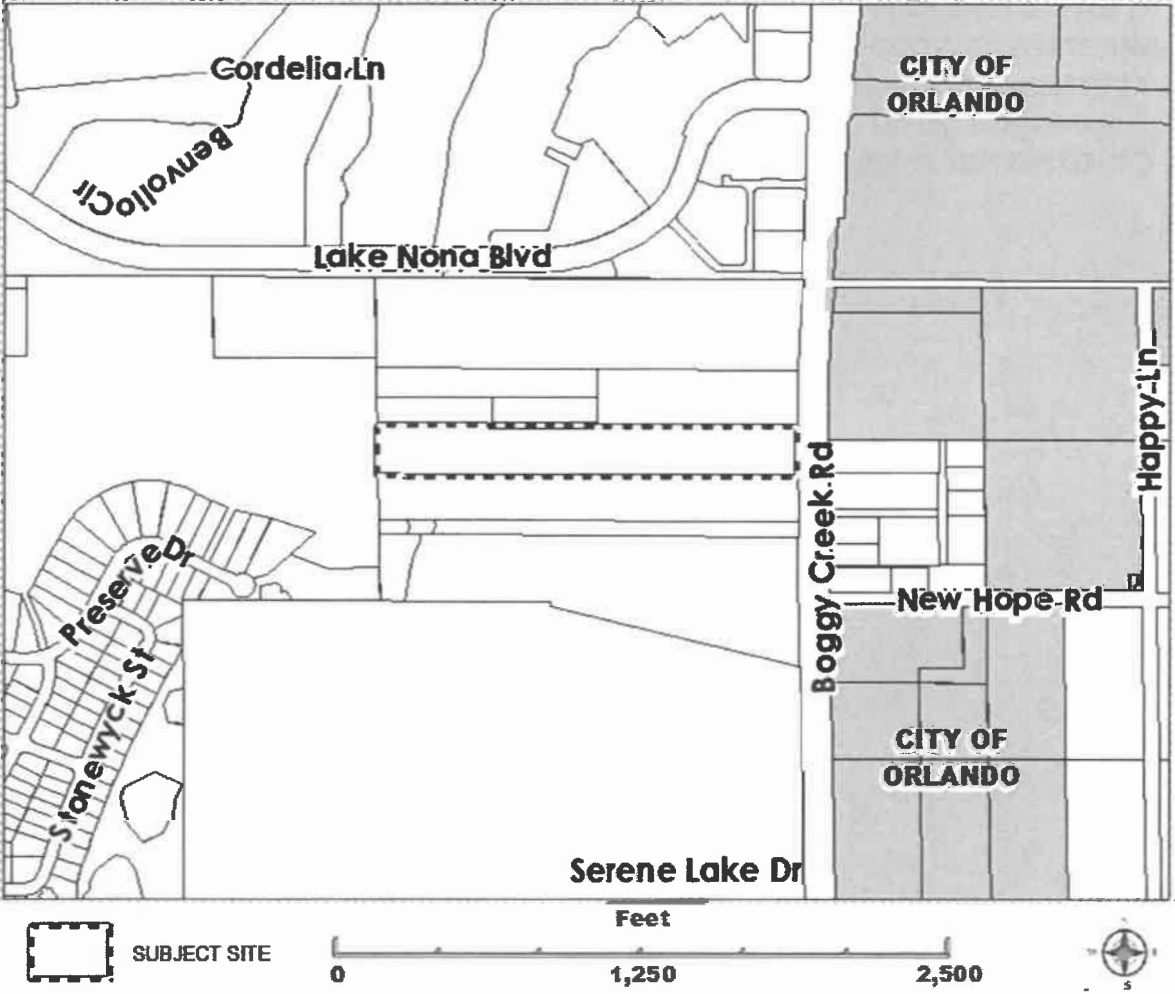 Cordelia Ln
CITY OF
ORLANDO
Benvolio Cir
Lake Nona Blvd
Happy Ln
Boggy Creek Rd
Preserve Dr
New Hope Rd
Stonewyck St
CITY OF
ORLANDO
Serene Lake Dr
Feet
SUBJECT SITE
0
1,250
2,500
S